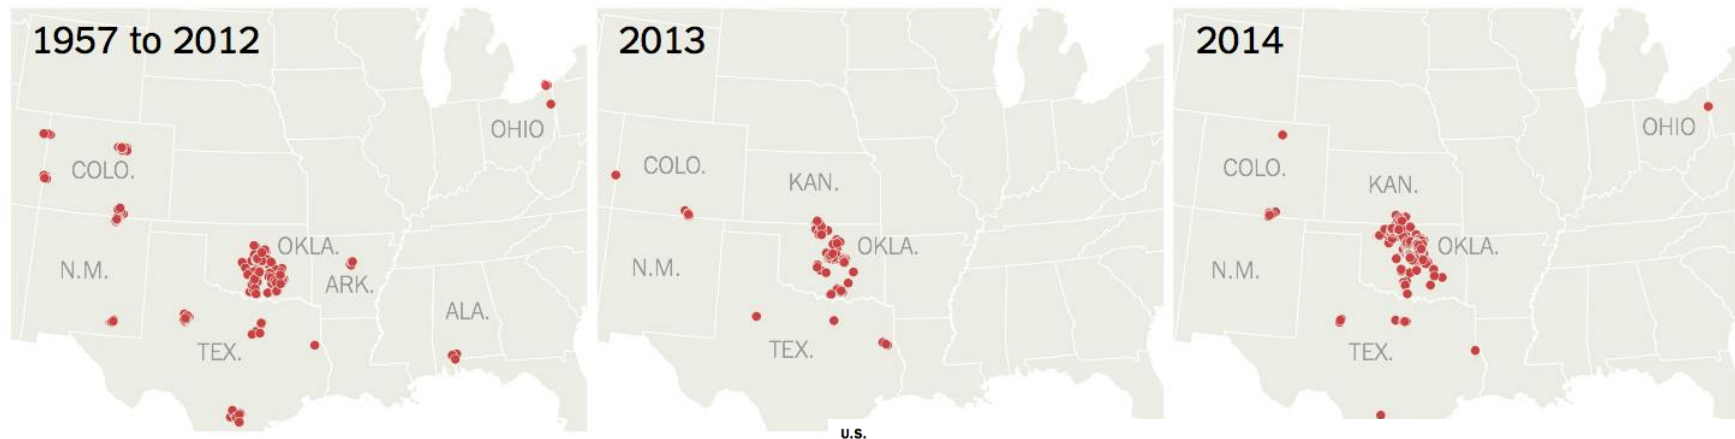 1957 to 2012
OHIO
COLO.
OKLA.
N.M.
ARK.
ALA.
TEX.
2013
COLO.
KAN.
OKLA.
N.M.
TEX.
2014
OHIO
COLO.
KAN.
OKLA.
N.M.
TEX.
U.S.